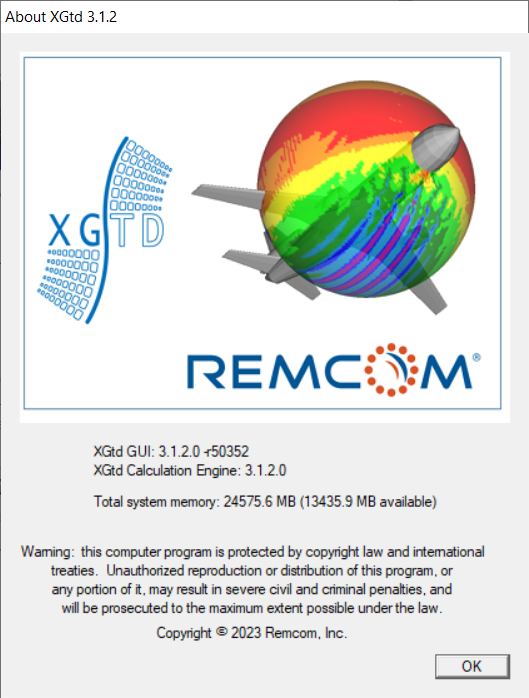 About XGtd 3.1.2
XGTD
REMCOM®
XGtd GUI: 3.1.2.0 -r50352
XGtd Calculation Engine: 3.1.2.0
Total system memory: 24575.6 MB (13435.9 MB available)
Warning:  this computer program is protected by copyright law and international
treaties.  Unauthorized reproduction or distribution of this program, or
any portion of it, may result in severe civil and criminal penalties, and
will be prosecuted to the maximum extent possible under the law.
Copyright © 2023 Remcom, Inc.
OK